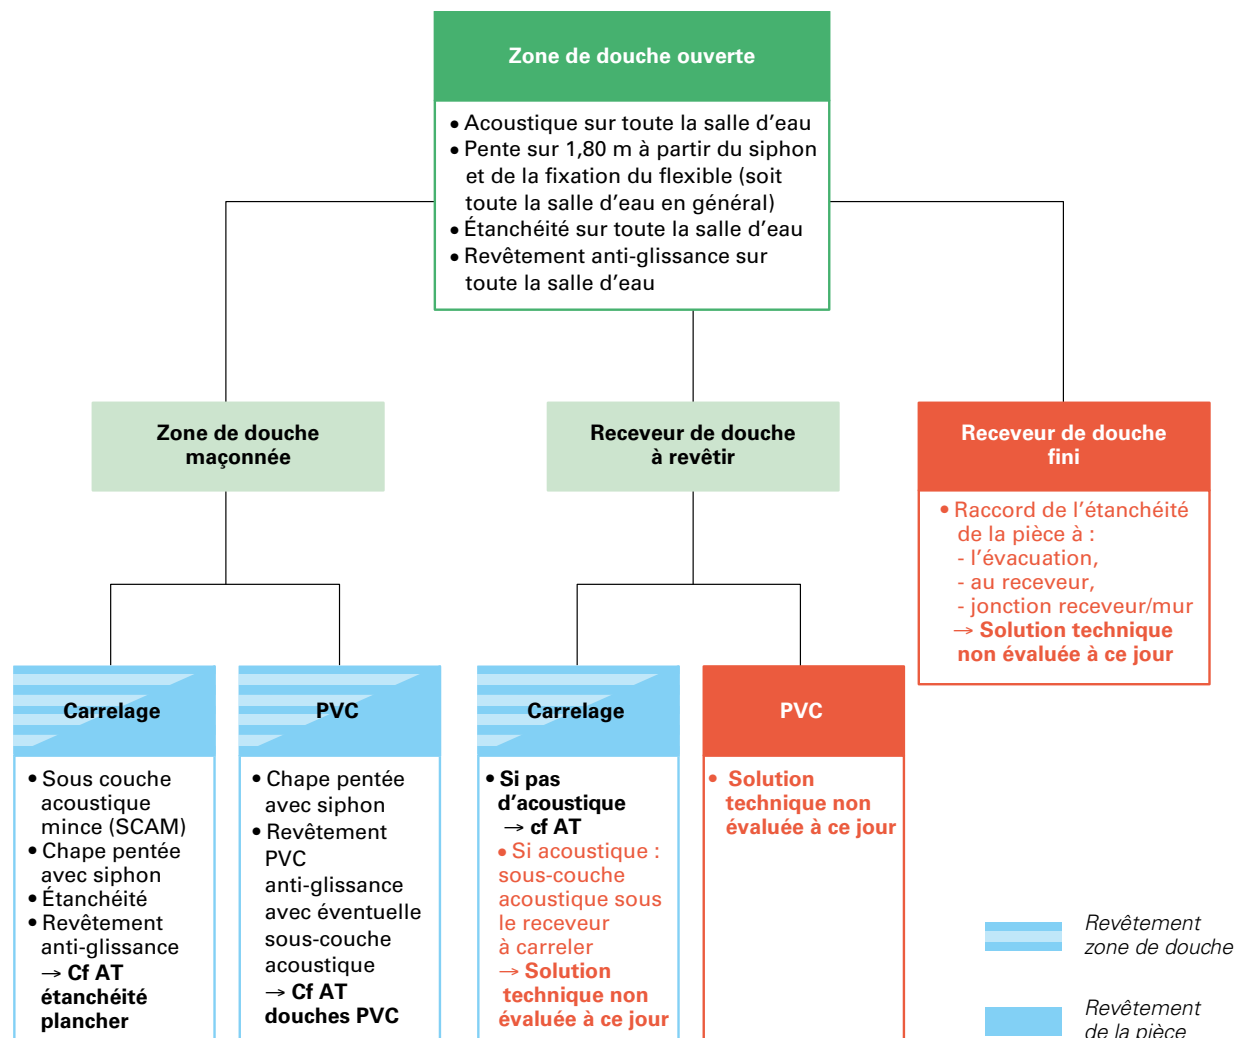 Zone de douche ouverte
• Acoustique sur toute la salle d'eau
• Pente sur 1,80 m à partir du siphon
et de la fixation du flexible (soit
toute la salle d'eau en général)
• Étanchéité sur toute la salle d'eau
• Revêtement anti-glissance sur
toute la salle d'eau
Zone de douche
maçonnée
Receveur de douche
à revêtir
Receveur de douche
fini
• Raccord de l'étanchéité
de la pièce à :
- l'évacuation,
- au receveur,
- jonction receveur/mur
→ Solution technique
non évaluée à ce jour
Carrelage
• Sous couche
acoustique
mince (SCAM)
• Chape pentée
avec siphon
• Étanchéité
• Revêtement
anti-glissance
→ Cf AT
étanchéité
plancher
PVC
• Chape pentée
avec siphon
• Revêtement
PVC
anti-glissance
avec éventuelle
sous-couche
acoustique
→ Cf AT
douches PVC
Carrelage
• Si pas
d'acoustique
→ cf AT
• Si acoustique :
sous-couche
acoustique sous
le receveur
à carreler
→ Solution
technique non
évaluée à ce jour
PVC
• Solution
technique non
évaluée à ce jour
Revêtement
zone de douche
Revêtement
de la pièce